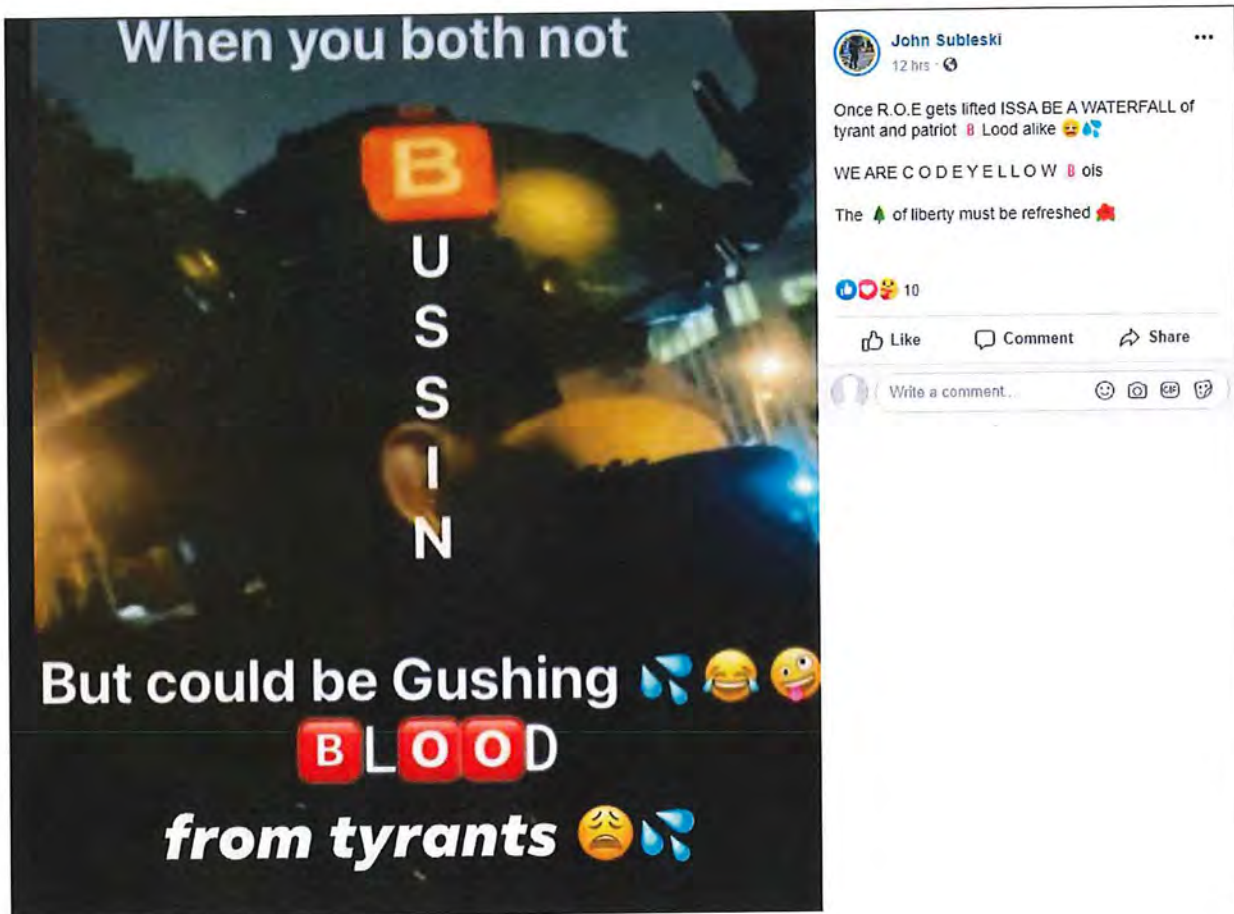 When you both not
B
U
S
S
I
N
But could be Gushing 💦😂🤪
BLOOD
from tyrants 😩💦
John Subleski
12 hrs ·
Once R.O.E gets lifted ISSA BE A WATERFALL of
tyrant and patriot B Lood alike 😩💦
WE ARE C O D E Y E L L O W B ois
The 🌲 of liberty must be refreshed 🌺
10
Like Comment Share
Write a comment... GIF